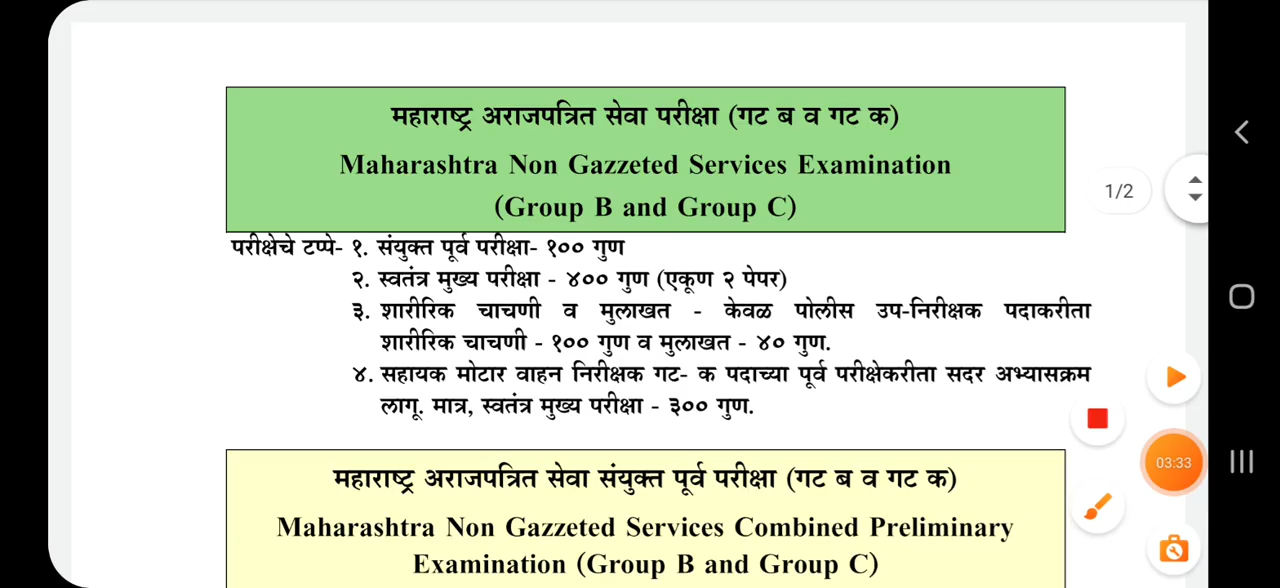 महाराष्ट्र अराजपत्रित सेवा परीक्षा (गट ब व गट क)
Maharashtra Non Gazzeted Services Examination
(Group B and Group C)
1/2
परीक्षेचे टप्पे- १. संयुक्त पूर्व परीक्षा- १०० गुण
२. स्वतंत्र मुख्य परीक्षा - ४०० गुण (एकूण २ पेपर)
३. शारीरिक चाचणी व मुलाखत - केवळ पोलीस उप-निरीक्षक पदाकरीता
शारीरिक चाचणी - १०० गुण व मुलाखत - ४० गुण.
४. सहायक मोटार वाहन निरीक्षक गट- क पदाच्या पूर्व परीक्षेकरीता सदर अभ्यासक्रम
लागू. मात्र, स्वतंत्र मुख्य परीक्षा - ३०० गुण.
03:33
महाराष्ट्र अराजपत्रित सेवा संयुक्त पूर्व परीक्षा (गट ब व गट क)
Maharashtra Non Gazzeted Services Combined Preliminary
Examination (Group B and Group C)